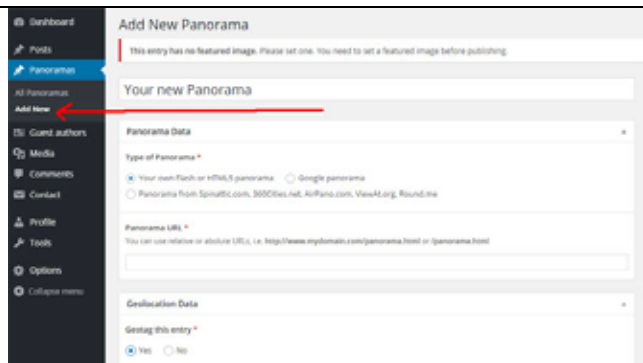 Dashboard
Posts
Panoramas
All Panoramas
Add New
Guest authors
Media
Comments
Contact
Profile
Tools
Options
Collapse menu
Add New Panorama
This entry has no featured image. Please set one. You need to set a featured image before publishing.
Your new Panorama
Panorama Data
Type of Panorama *
Your own Flash or HTML5 panorama Google panorama
Panorama from Spinattic.com, 360Cities.net, AirPano.com, ViewAt.org, Round.me
Panorama URL *
You can use relative or abolute URLs, i.e. http://www.mydomain.com/panorama.html or /panorama.html
Geolocation Data
Geotag this entry *
Yes No